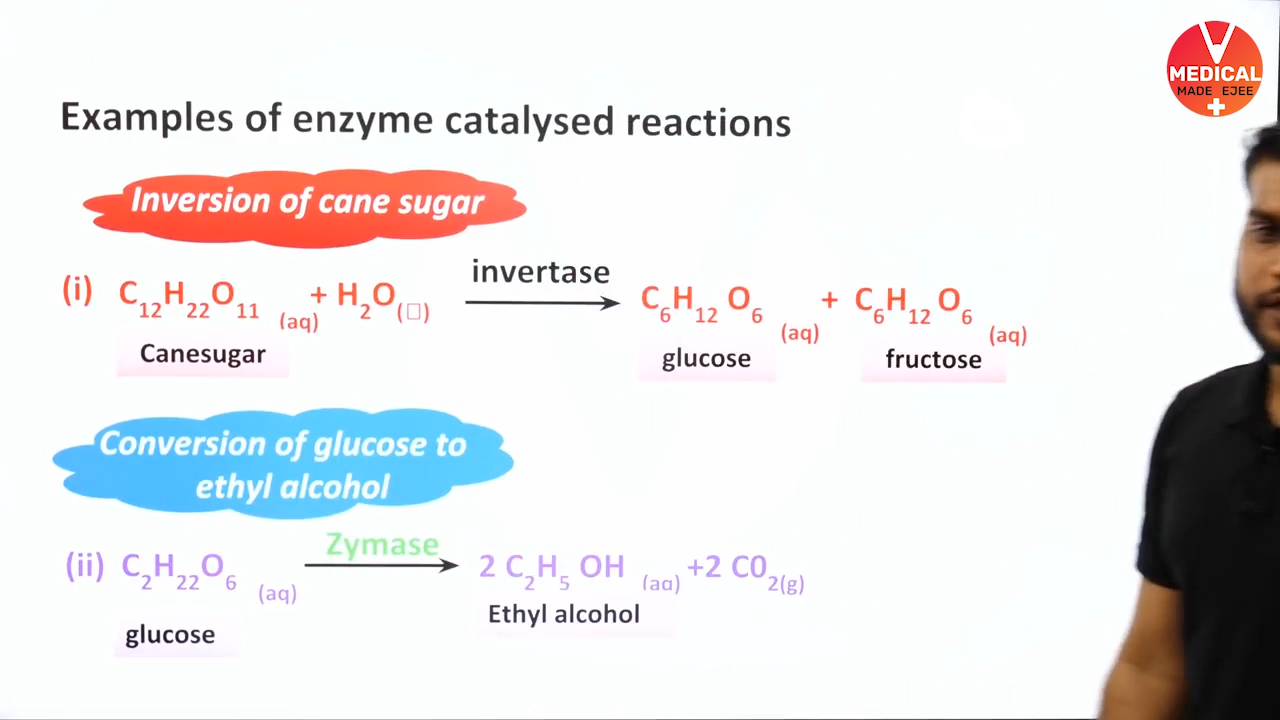 MEDICAL
MADE EJEE
Examples of enzyme catalysed reactions
Inversion of cane sugar
invertase
(i) C12H22O11 (aq) + H2O(□) C6H12 O6 (aq) + C6H12 O6 (aq)
Canesugar glucose fructose
Conversion of glucose to
ethyl alcohol
Zymase
(ii) C2H22O6 (aq) 2 C2H5 OH (aq) +2 C02(g)
Ethyl alcohol
glucose